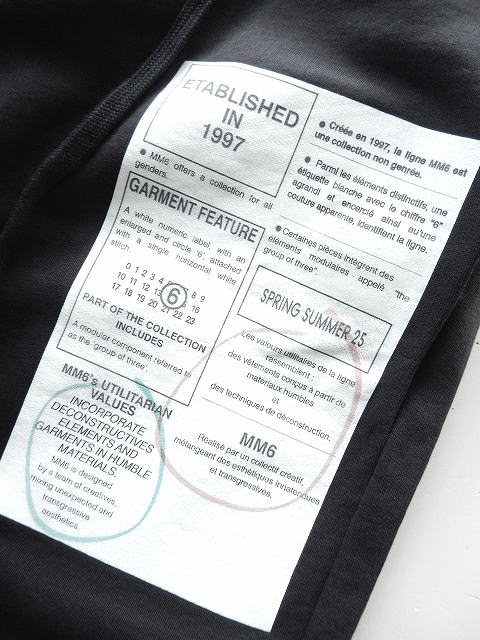 ETABLISHED
IN
1997
● MM6 offers a collection for all
genders.
GARMENT FEATURE
A white numeric label, with an
enlarged and circle "6", attached
with a single horizontal white
stitch.
0 1 2 3 4 8 9
10 11 12 13 6 16
17 18 19 20 21 22 23
PART OF THE COLLECTION
INCLUDES
A modular component referred to
as the 'group of three'.
MM6's UTILITARIAN
VALUES
INCORPORATE
DECONSTRUCTIVES
ELEMENTS AND
GARMENTS IN HUMBLE
MATERIALS.
MM6 is designed
by a team of creatives,
mixing unexpected and
transgressive
aesthetics.
● Créée en 1997, la ligne MM6 est
une collection non genrée.
● Parmi les éléments distinctifs, une
étiquette blanche avec le chiffre "6"
agrandi et encerclé ainsi qu'une
couture apparente, identifient la ligne.
● Certaines pièces intègrent des
éléments modulaires appelé "the
group of three".
SPRING SUMMER 25
Les valeurs utilitaires de la ligne
rassemblent :
des vêtements conçus à partir de
materiaux humbles
et
des techniques de déconstruction.
MM6
Réalisé par un collectif créatif,
mélangeant des esthétiques innatendues
et transgressives.